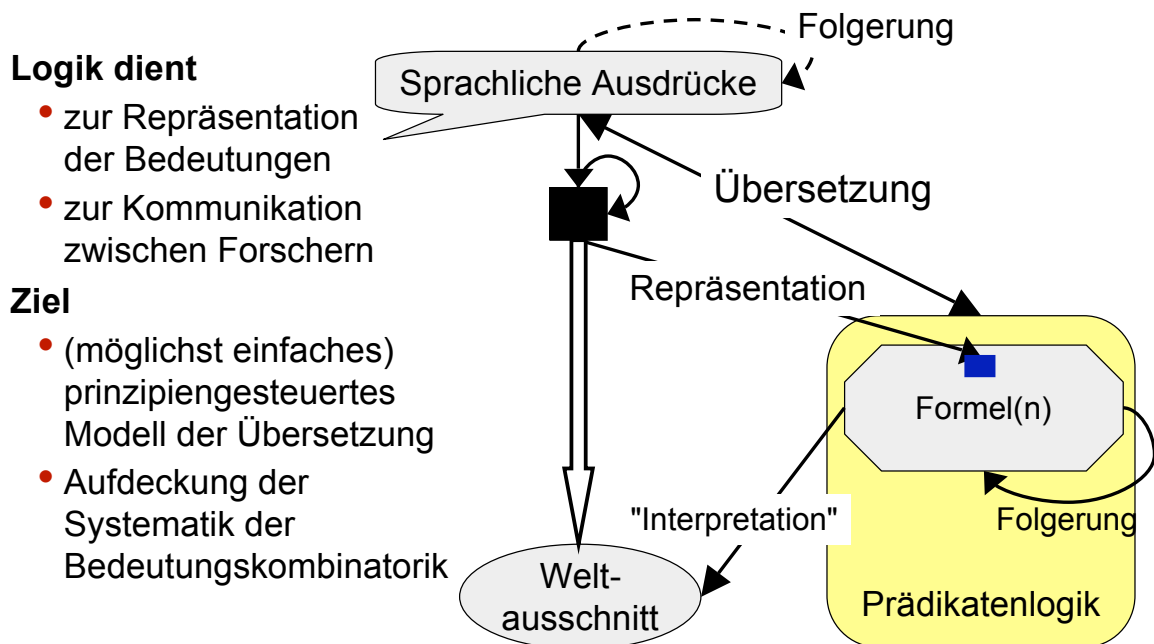 Logik dient
• zur Repräsentation
der Bedeutungen
• zur Kommunikation
zwischen Forschern
Ziel
• (möglichst einfaches)
prinzipiengesteuertes
Modell der Übersetzung
• Aufdeckung der
Systematik der
Bedeutungskombinatorik
Folgerung
Sprachliche Ausdrücke
Übersetzung
Repräsentation
Formel(n)
"Interpretation"
Folgerung
Welt-
ausschnitt
Prädikatenlogik